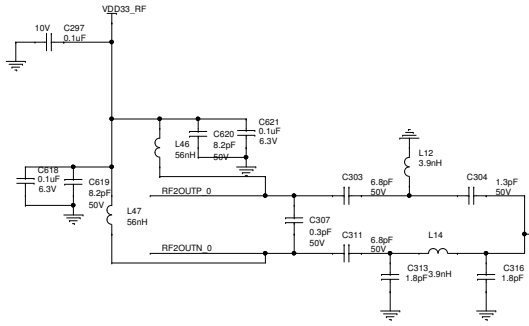 VDD33_RF
10V C297
0.1uF
L46
56nH
C620
8.2pF
50V
C621
0.1uF
6.3V
C618
0.1uF
6.3V
C619
8.2pF
50V
L47
56nH
RF2OUTP_0
RF2OUTN_0
C307
0.3pF
50V
C303 6.8pF
50V
L12
3.9nH
C304 1.3pF
50V
C311 6.8pF
50V
L14
3.9nH
C313
1.8pF
C316
1.8pF